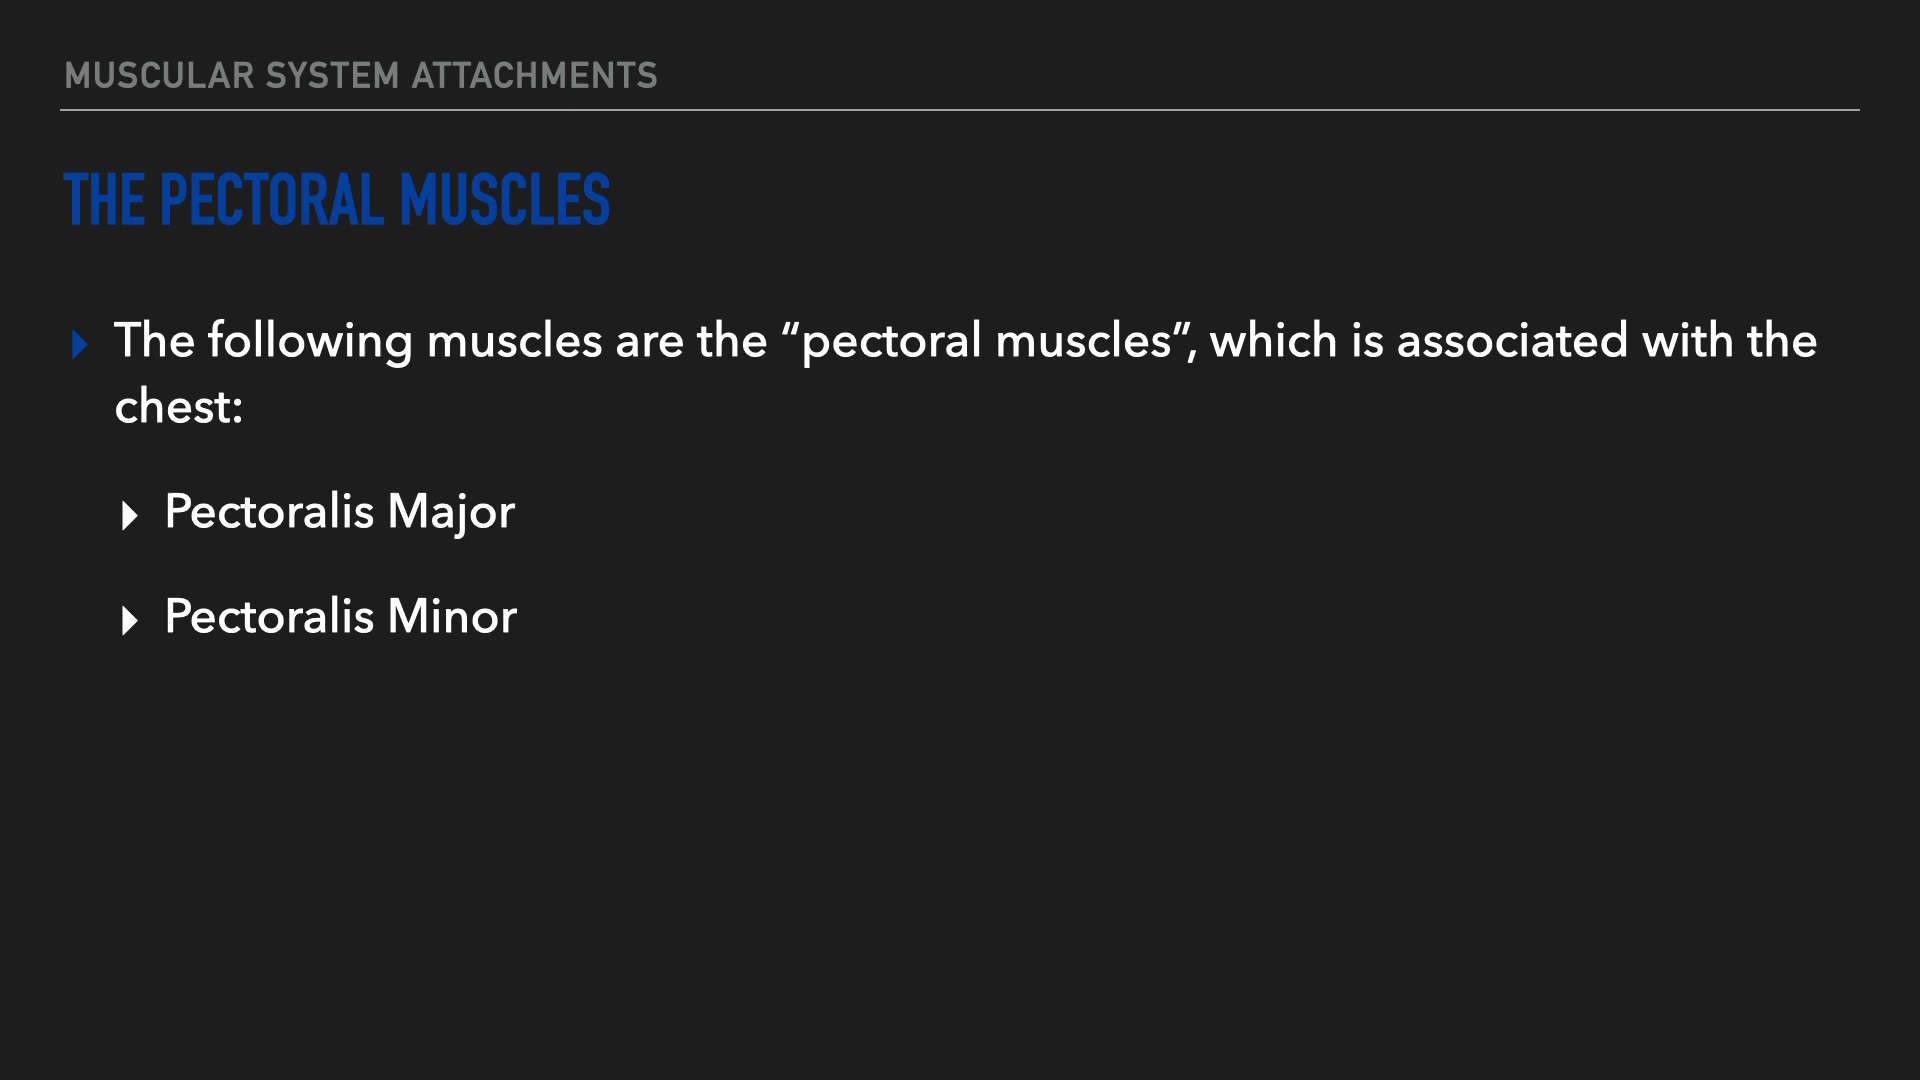 MUSCULAR SYSTEM ATTACHMENTS
THE PECTORAL MUSCLES
The following muscles are the “pectoral muscles”, which is associated with the
chest:
Pectoralis Major
Pectoralis Minor